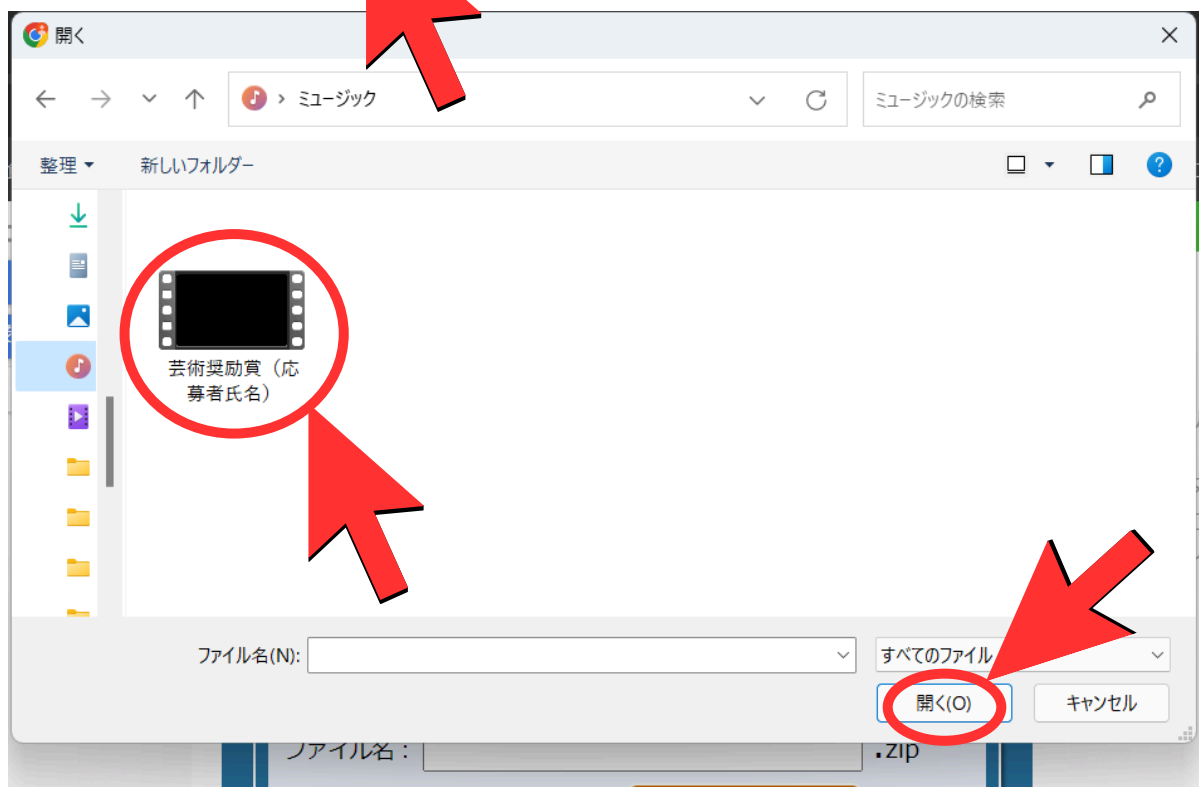 開く
ミュージック
ミュージックの検索
整理
新しいフォルダー
芸術奨励賞（応
募者氏名）
ファイル名(N):
すべてのファイル
開く(O)
キャンセル
ファイル名：
.zip